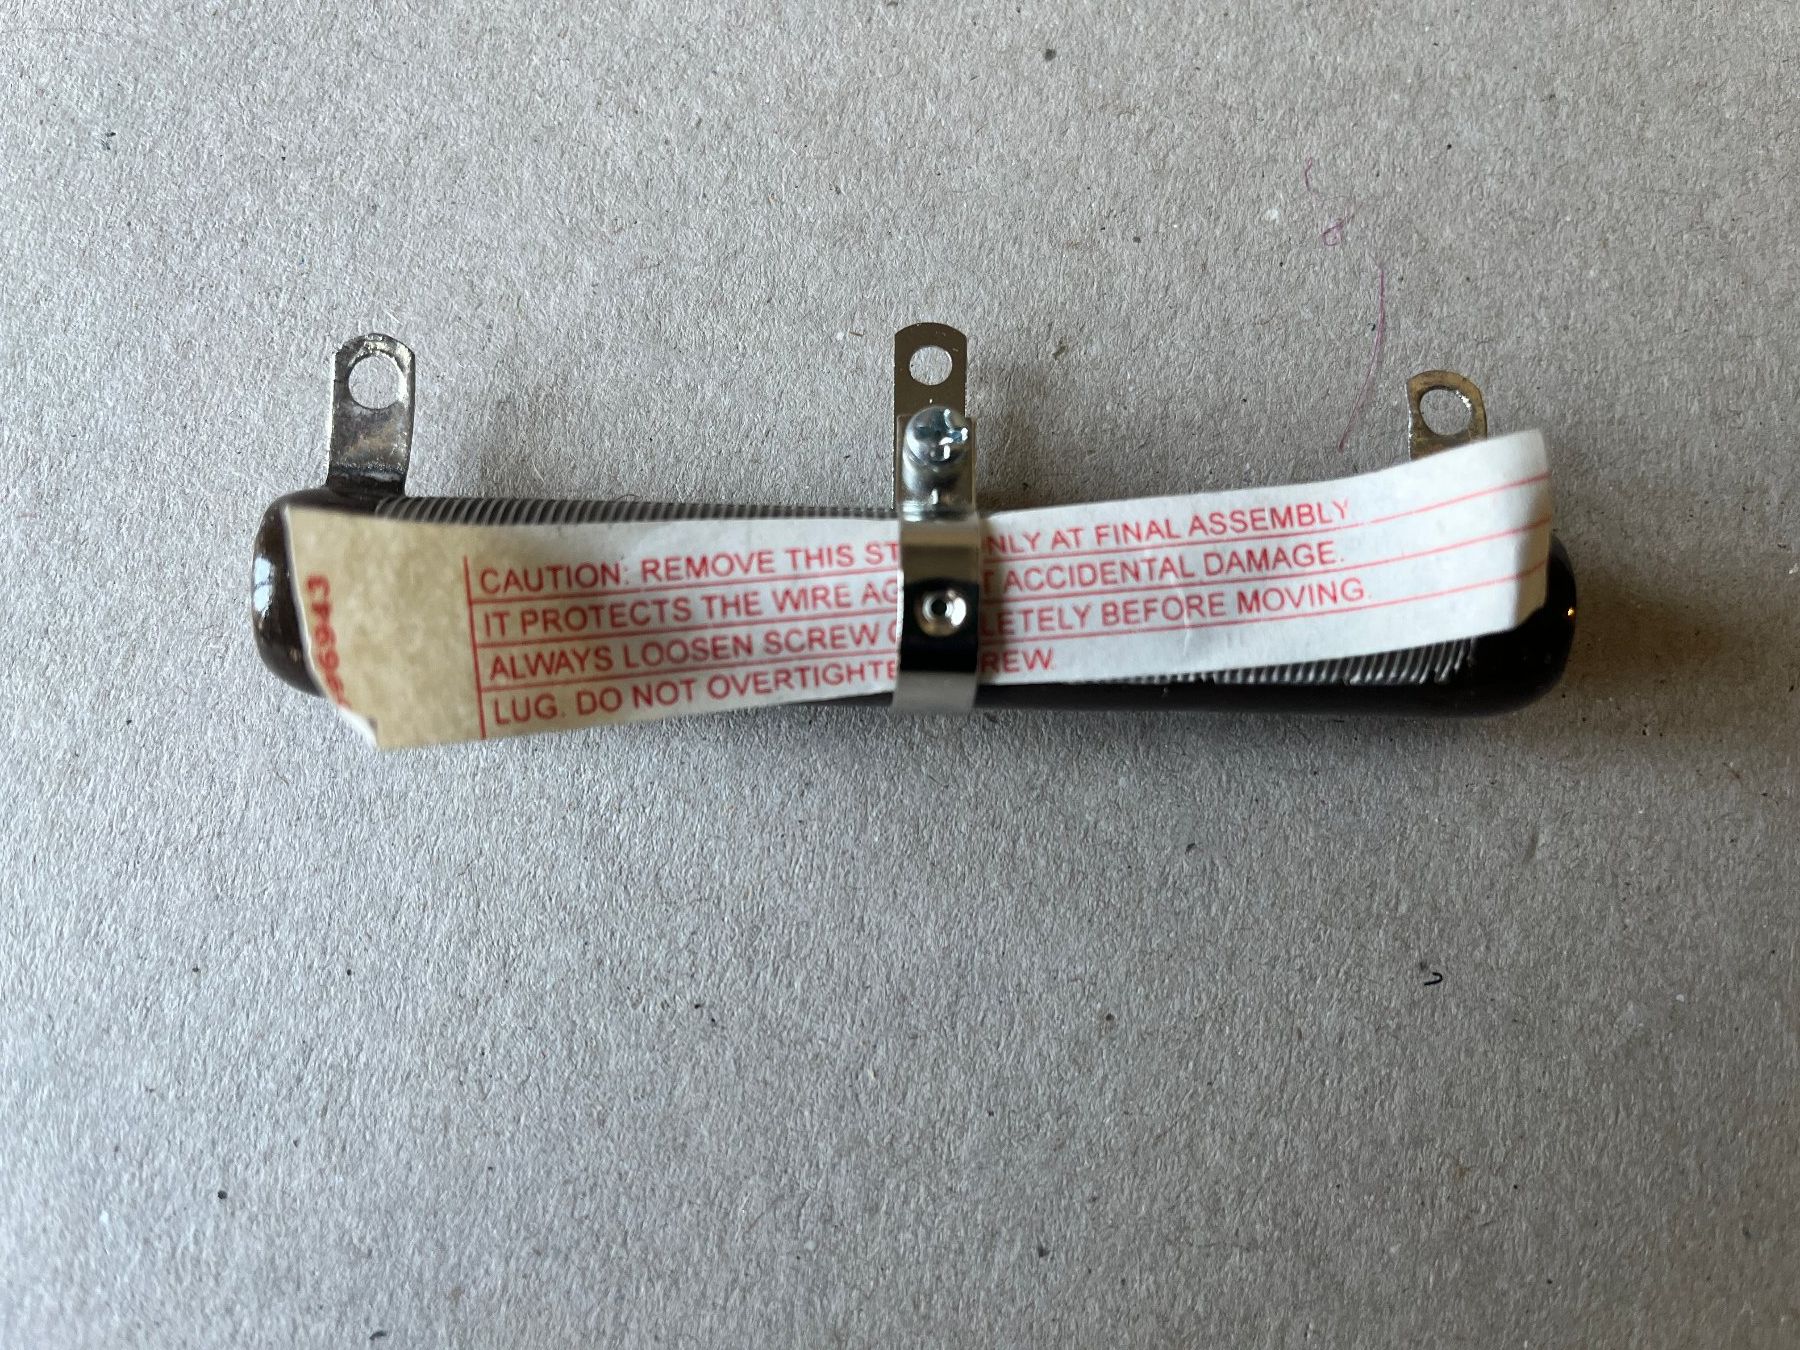 CAUTION: REMOVE THIS ST NLY AT FINAL ASSEMBLY
IT PROTECTS THE WIRE AG T ACCIDENTAL DAMAGE.
ALWAYS LOOSEN SCREW LETELY BEFORE MOVING.
LUG. DO NOT OVERTIGHTE REW